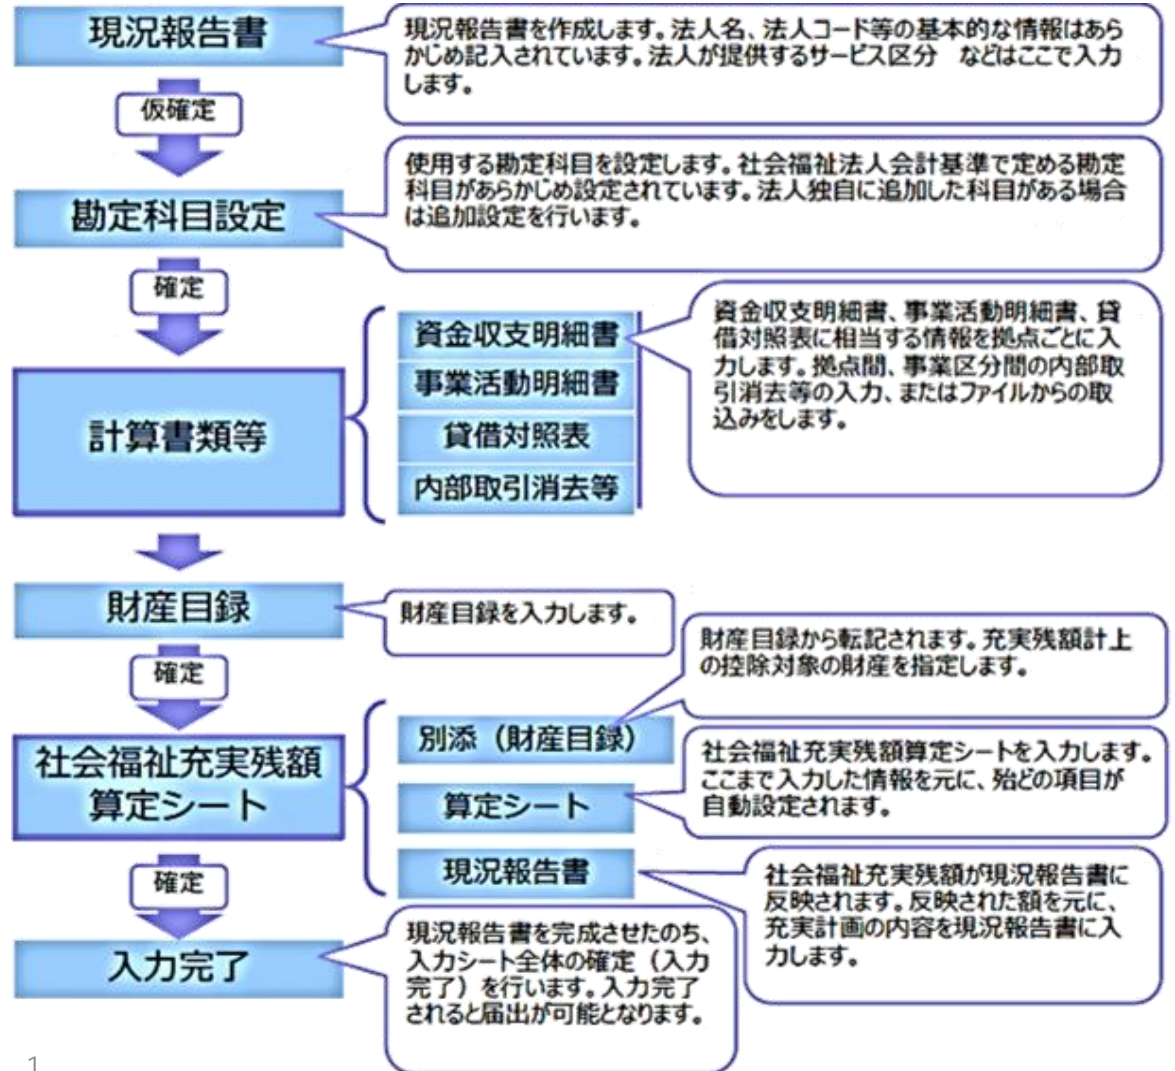 現況報告書
現況報告書を作成します。法人名、法人コード等の基本的な情報はあら
かじめ記入されています。法人が提供するサービス区分　などはここで入力
します。
仮確定
勘定科目設定
使用する勘定科目を設定します。社会福祉法人会計基準で定める勘定
科目があらかじめ設定されています。法人独自に追加した科目がある場合
は追加設定を行います。
確定
計算書類等
資金収支明細書
事業活動明細書
貸借対照表
内部取引消去等
資金収支明細書、事業活動明細書、貸
借対照表に相当する情報を拠点ごとに入
力します。拠点間、事業区分間の内部取
引消去等の入力、またはファイルからの取
込みをします。
財産目録
財産目録を入力します。
確定
社会福祉充実残額
算定シート
別添（財産目録）
財産目録から転記されます。充実残額計上
の控除対象の財産を指定します。
算定シート
社会福祉充実残額算定シートを入力します。
ここまで入力した情報を元に、殆どの項目が
自動設定されます。
現況報告書
社会福祉充実残額が現況報告書に
反映されます。反映された額を元に、
充実計画の内容を現況報告書に入
力します。
確定
入力完了
現況報告書を完成させたのち、
入力シート全体の確定（入力
完了）を行います。入力完了
されると届出が可能となります。
1